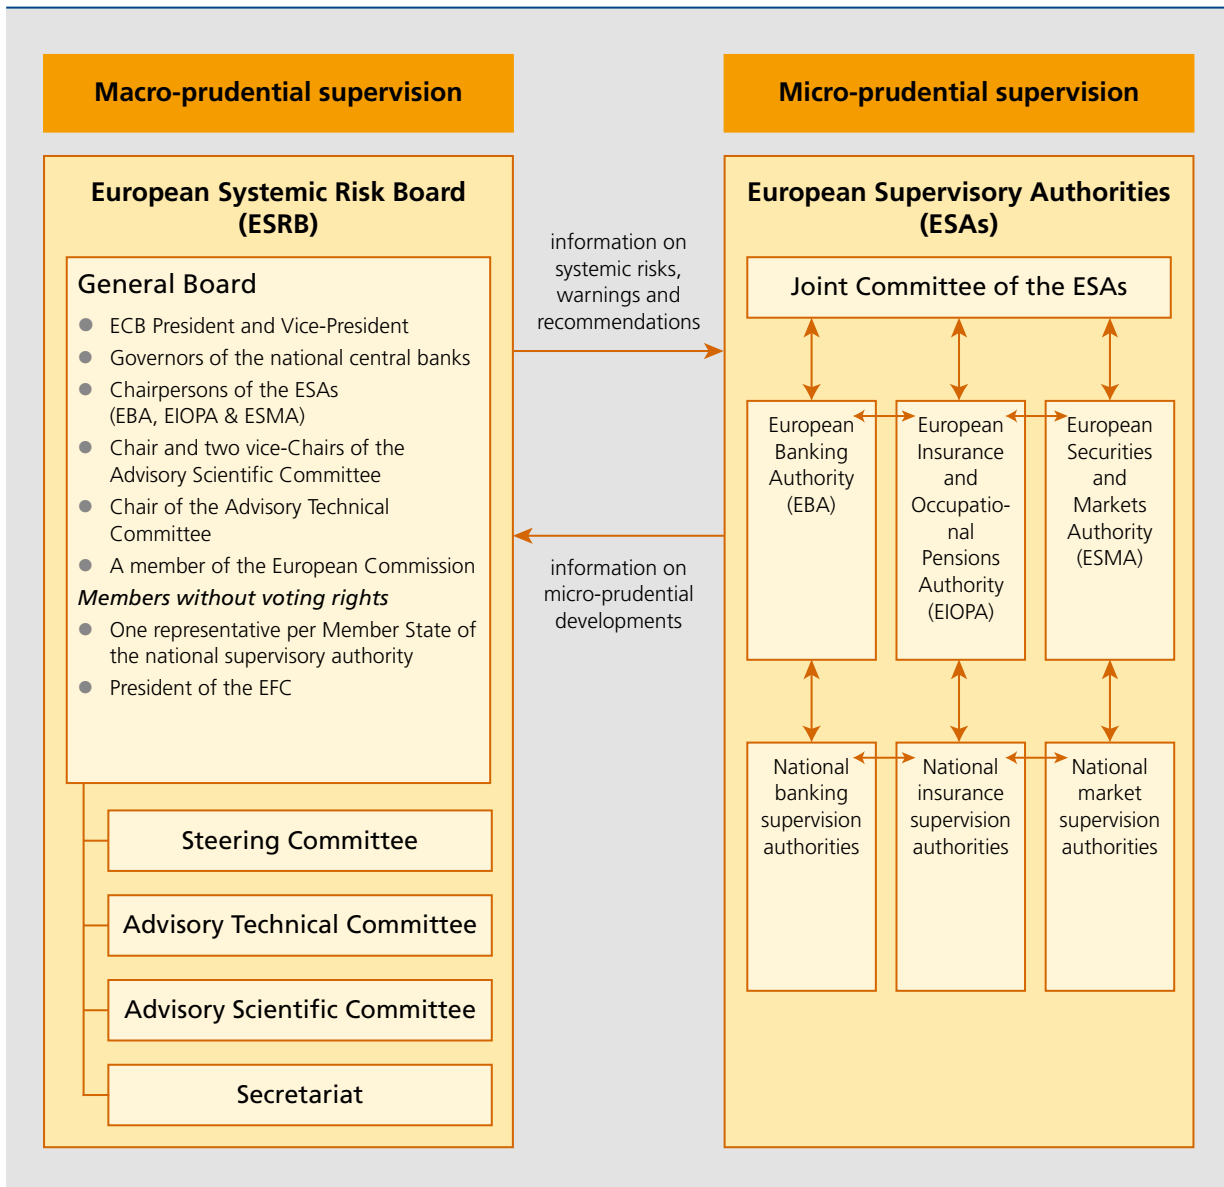 Macro-prudential supervision
Micro-prudential supervision
European Systemic Risk Board
(ESRB)
General Board
ECB President and Vice-President
Governors of the national central banks
Chairpersons of the ESAs
(EBA, EIOPA & ESMA)
Chair and two vice-Chairs of the
Advisory Scientific Committee
Chair of the Advisory Technical
Committee
A member of the European Commission
Members without voting rights
One representative per Member State of
the national supervisory authority
President of the EFC
Steering Committee
Advisory Technical Committee
Advisory Scientific Committee
Secretariat
information on
systemic risks,
warnings and
recommendations
information on
micro-prudential
developments
European Supervisory Authorities
(ESAs)
Joint Committee of the ESAs
European
Banking
Authority
(EBA)
European
Insurance
and
Occupatio-
nal
Pensions
Authority
(EIOPA)
European
Securities
and
Markets
Authority
(ESMA)
National
banking
supervision
authorities
National
insurance
supervision
authorities
National
market
supervision
authorities